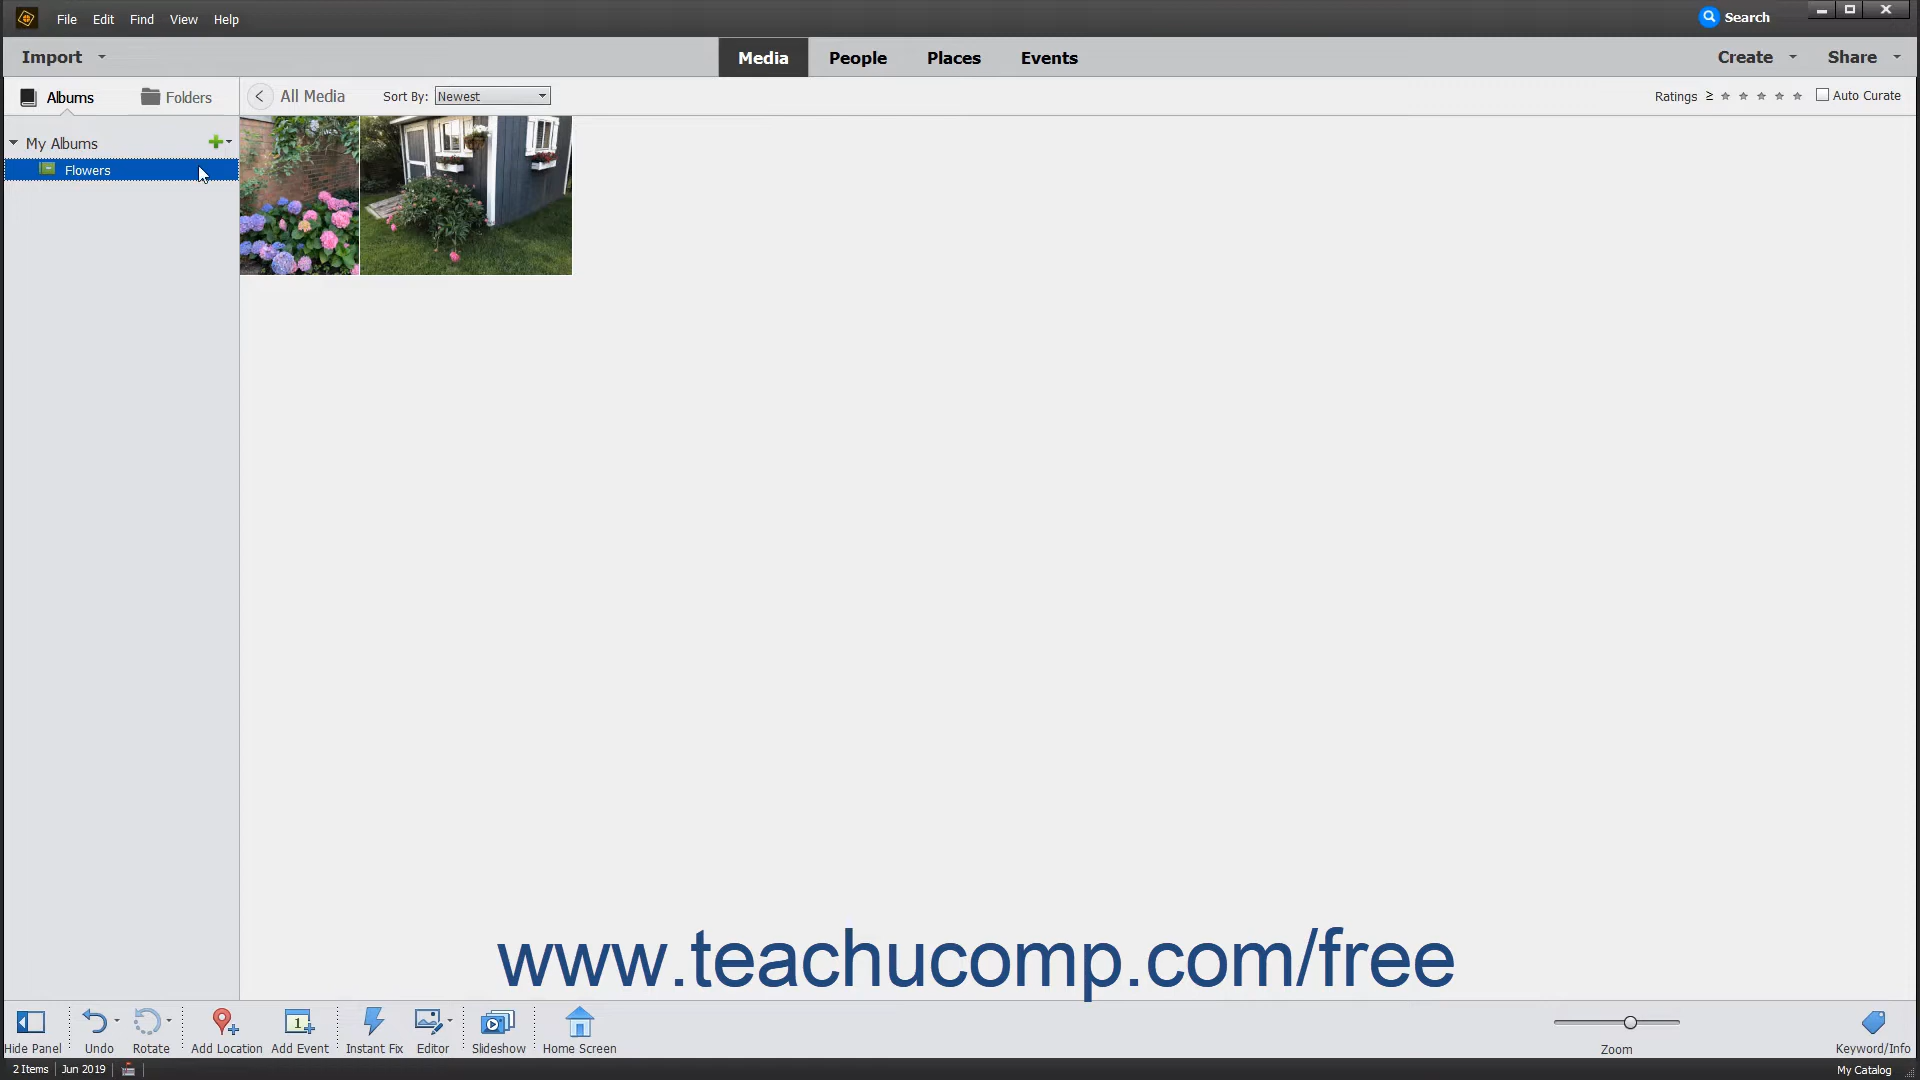 File Edit Find View Help Search
Import Media People Places Events Create Share
Albums Folders All Media Sort By: Newest Ratings ≥ Auto Curate
My Albums
Flowers
www.teachucomp.com/free
Hide Panel Undo Rotate Add Location 1 Add Event Instant Fix Editor Slideshow Home Screen Zoom Keyword/Info
2 Items Jun 2019 My Catalog